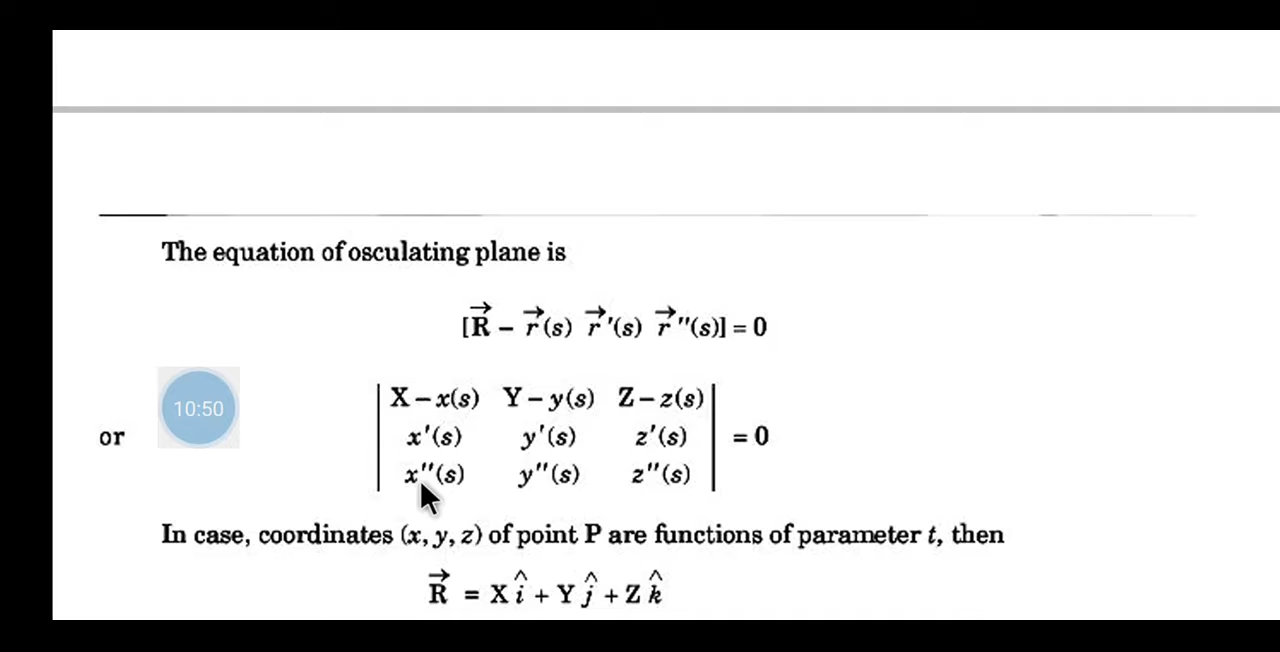 The equation of osculating plane is
[R⃗ – r⃗(s) r⃗ ′(s) r⃗ ″(s)] = 0
10:50
or
| X – x(s) Y – y(s) Z – z(s) |
| x′(s) y′(s) z′(s) | = 0
| x″(s) y″(s) z″(s) |
In case, coordinates (x, y, z) of point P are functions of parameter t, then
R⃗ = X î + Y ĵ + Z k̂